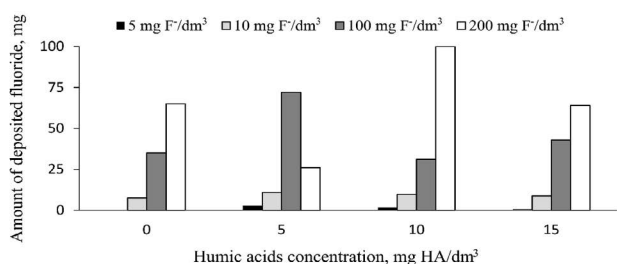 5 mg F⁻/dm³ 10 mg F⁻/dm³ 100 mg F⁻/dm³ 200 mg F⁻/dm³
Amount of deposited fluoride, mg
100
75
50
25
0
0 5 10 15
Humic acids concentration, mg HA/dm³